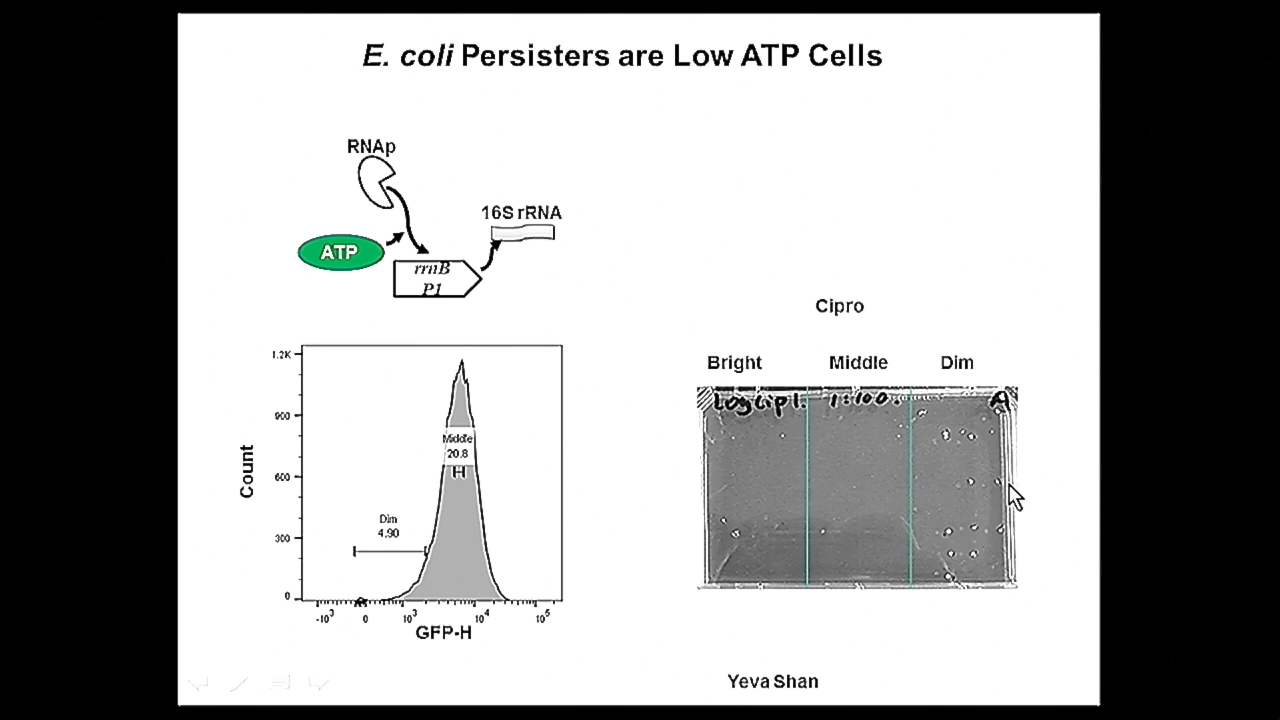 E. coli Persisters are Low ATP Cells
RNAp
16S rRNA
ATP
rrnB
P1
Cipro
Bright Middle Dim
Log Cip 1:100. A
1.2K
900
600
300
0
Count
Middle
20.8
Dim
4.90
-10³ 0 10³ 10⁴ 10⁵
GFP-H
Yeva Shan